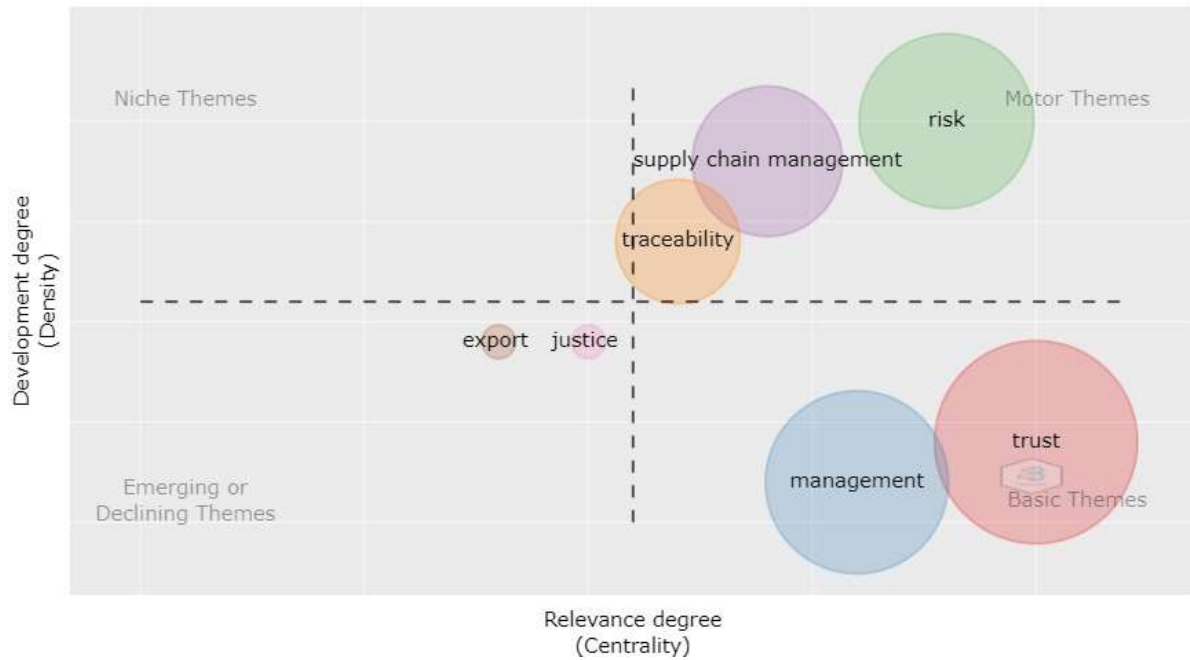 Niche Themes
Motor Themes
risk
supply chain management
traceability
Development degree
(Density)
export
justice
trust
management
Emerging or
Declining Themes
Basic Themes
Relevance degree
(Centrality)